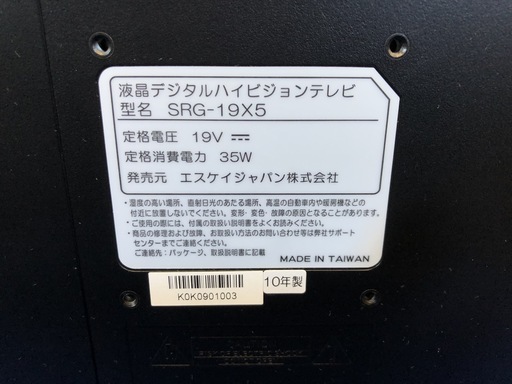 液晶デジタルハイビジョンテレビ
型名 SRG-19X5
定格電圧 19V ⎓
定格消費電力 35W
発売元 エスケイジャパン株式会社
・湿度の高い場所、直射日光のあたる場所、高温の自動車内や暖房機などの
付近に設置しないでください。変形・変色・故障の原因となることがあります。
・ご使用の際には、付属の取扱い説明書をよくお読みください。
・商品の修理および故障、お取扱い方法のお問い合わせ等は弊社サポート
センターまでご連絡ください。
ご連絡先：パッケージ、取扱説明書に記載
MADE IN TAIWAN
K0K0901003
10年製